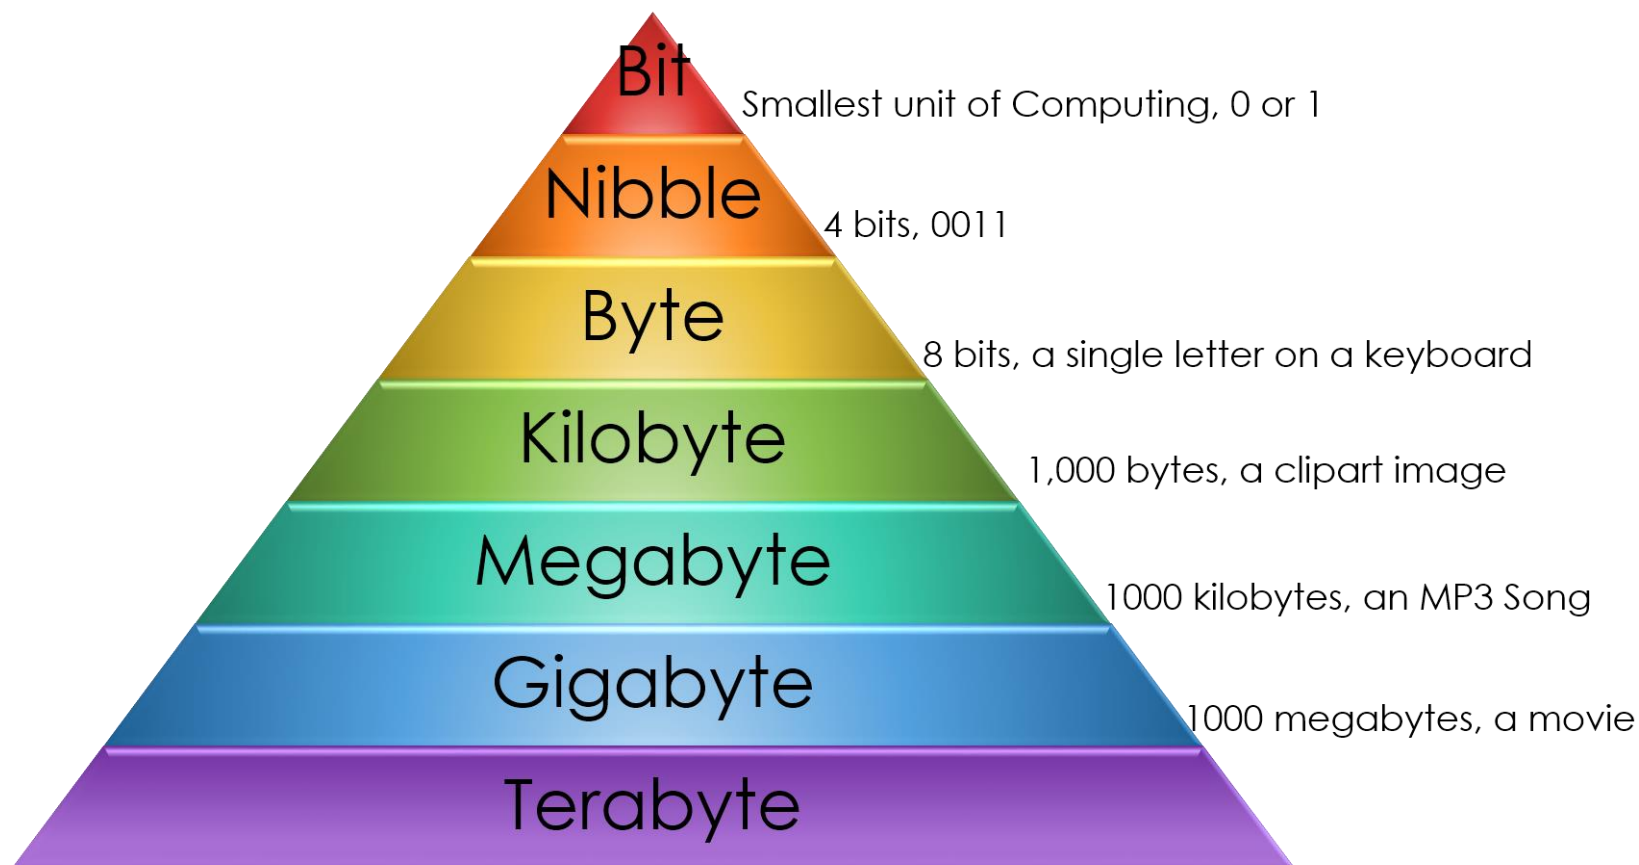 Bit
Smallest unit of Computing, 0 or 1
Nibble
4 bits, 0011
Byte
8 bits, a single letter on a keyboard
Kilobyte
1,000 bytes, a clipart image
Megabyte
1000 kilobytes, an MP3 Song
Gigabyte
1000 megabytes, a movie
Terabyte